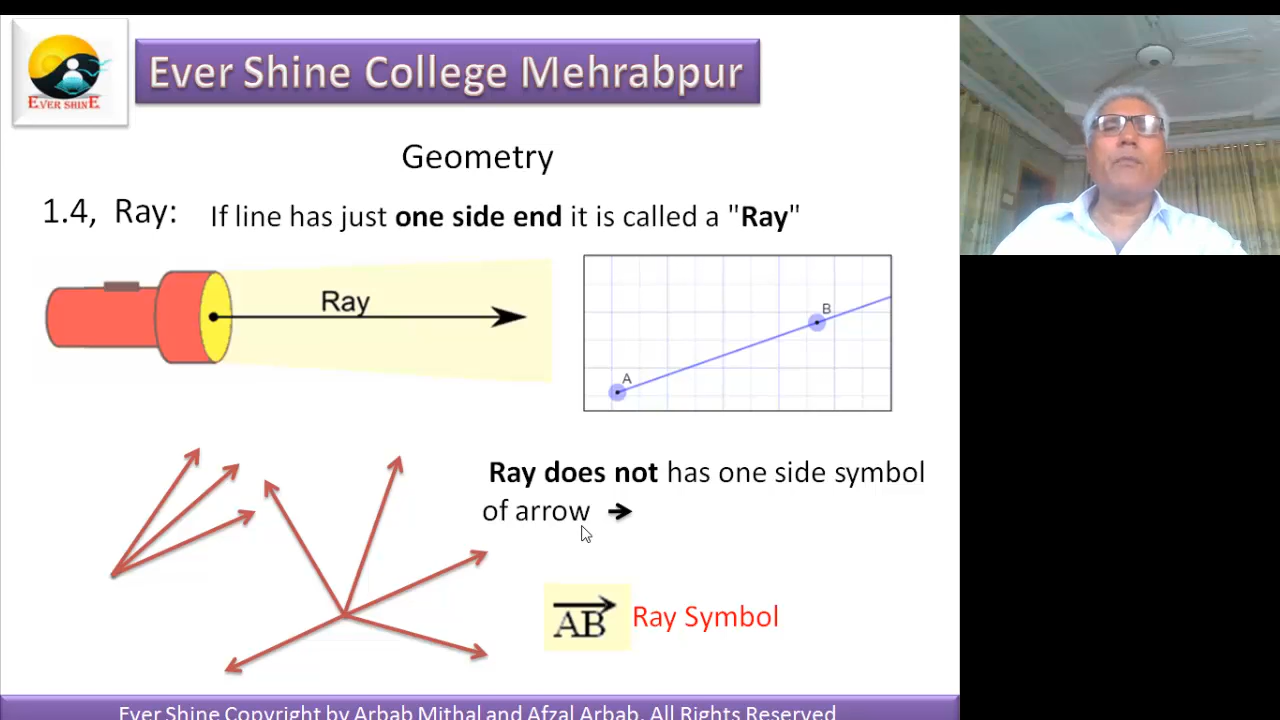 EVER SHINE
Ever Shine College Mehrabpur
Geometry
1.4, Ray: If line has just one side end it is called a "Ray"
Ray
B
A
Ray does not has one side symbol
of arrow →
AB Ray Symbol
Ever Shine Copyright by Arbab Mithal and Afzal Arbab. All Rights Reserved